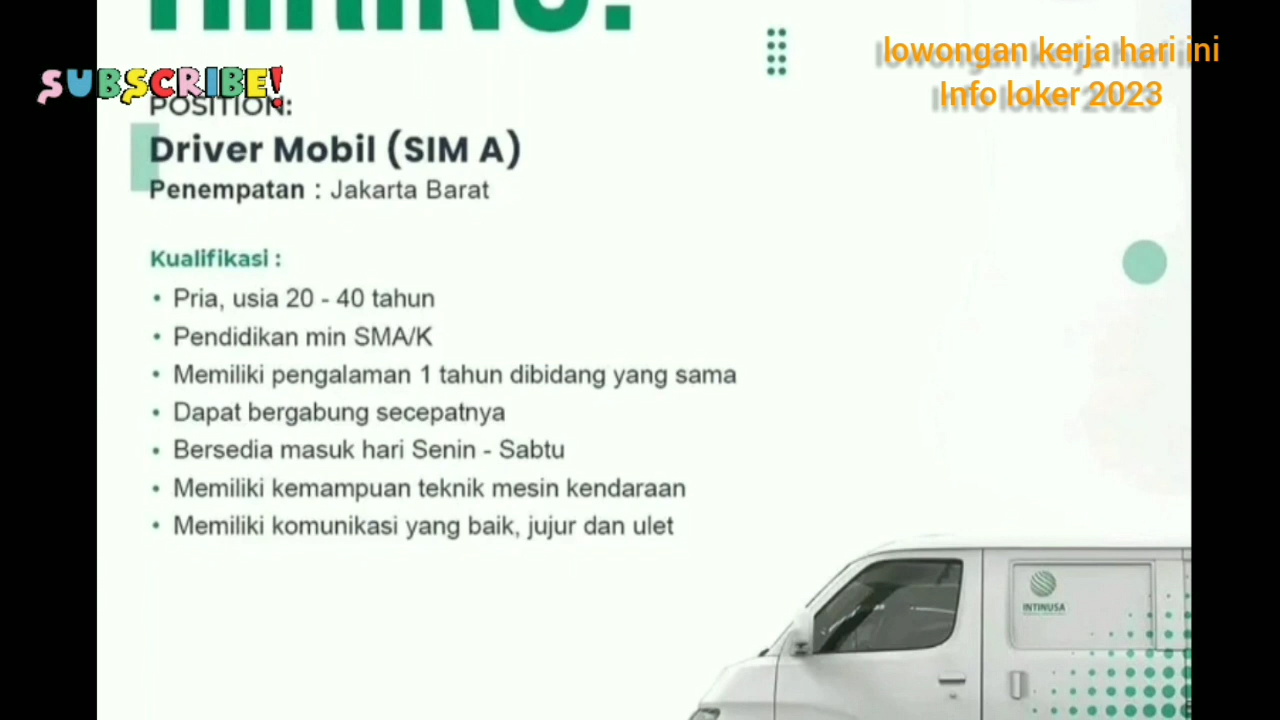 HIRING!
lowongan kerja hari ini
Info loker 2023
SUBSCRIBE!
POSITION:
Driver Mobil (SIM A)
Penempatan : Jakarta Barat
Kualifikasi :
• Pria, usia 20 - 40 tahun
• Pendidikan min SMA/K
• Memiliki pengalaman 1 tahun dibidang yang sama
• Dapat bergabung secepatnya
• Bersedia masuk hari Senin - Sabtu
• Memiliki kemampuan teknik mesin kendaraan
• Memiliki komunikasi yang baik, jujur dan ulet
INTINUSA